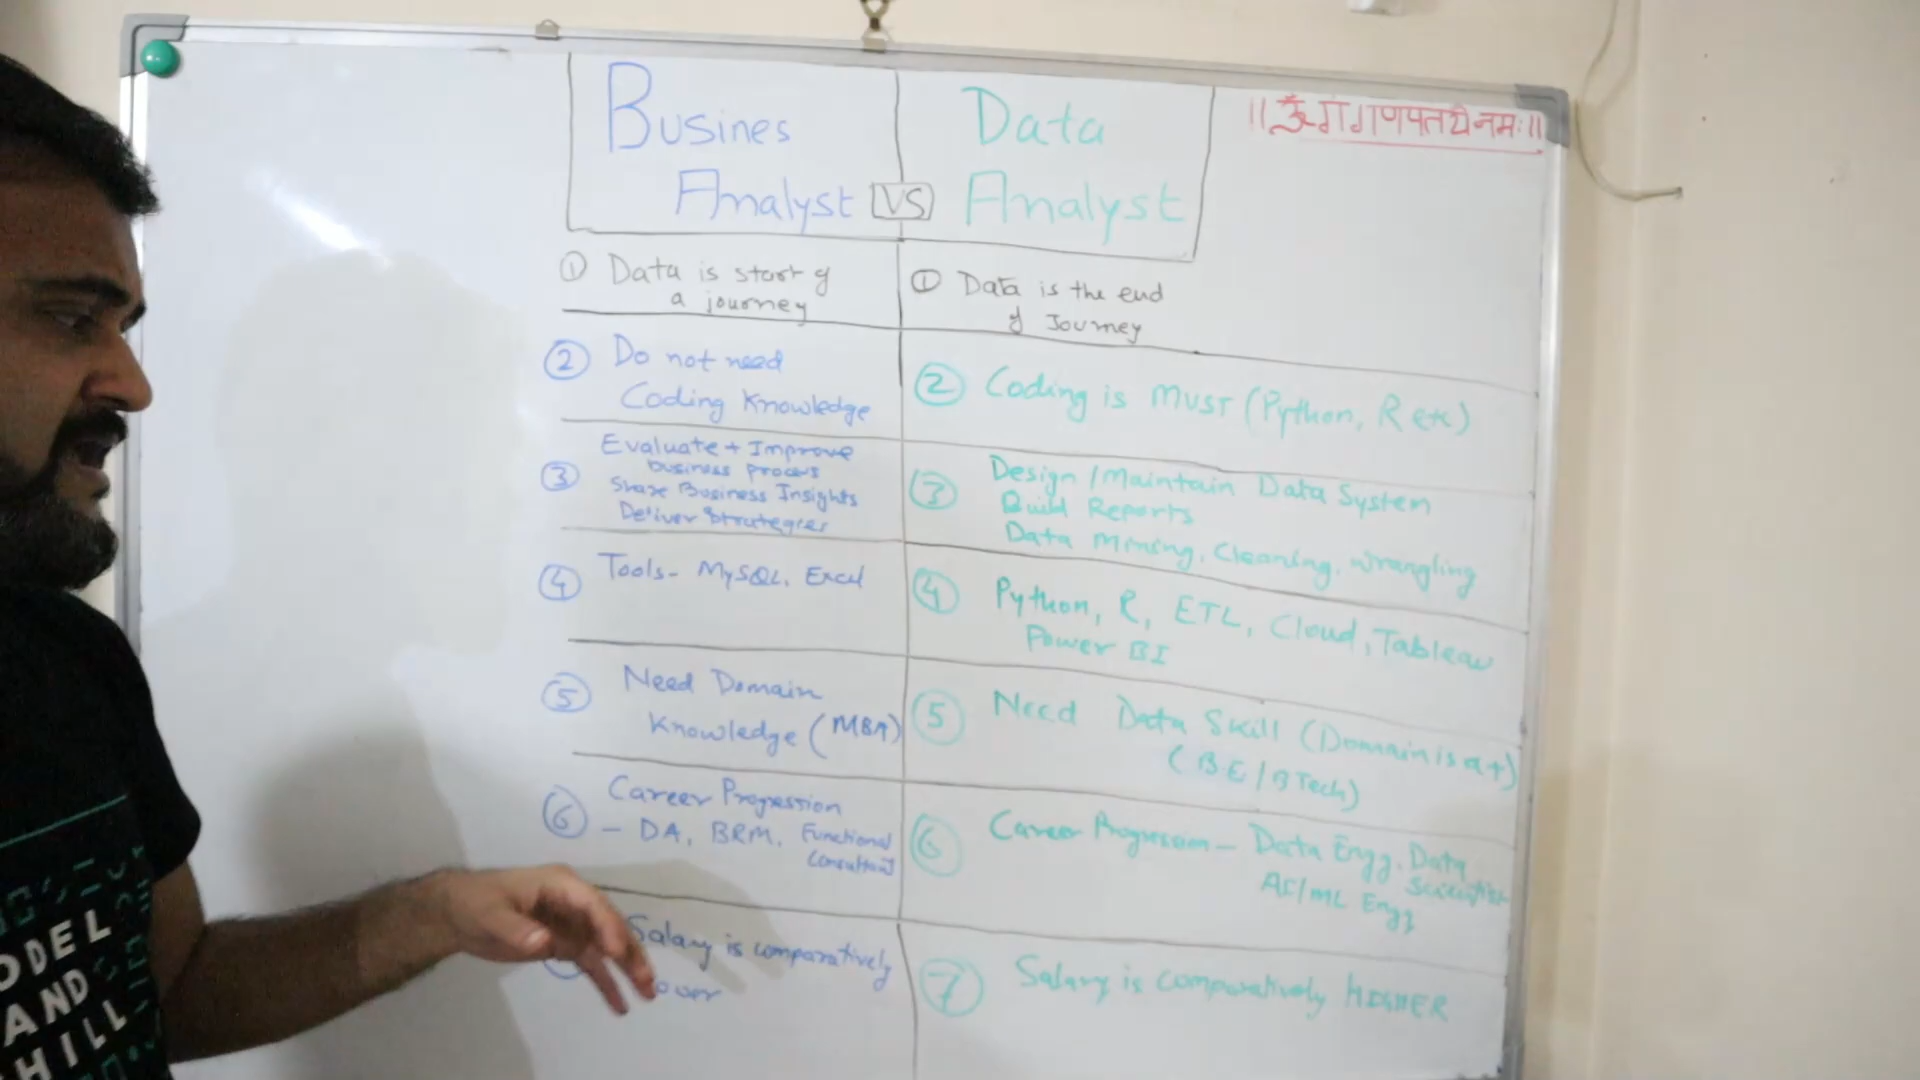 Busines
Analyst
VS
Data
Analyst
|| ॐ गं गणपतये नमः ||
① Data is start of
a journey
① Data is the end
of Journey
② Do not need
Coding Knowledge
② Coding is MUST (Python, R etc)
③ Evaluate + Improve
business process
Share Business Insights
Deliver Strategies
③ Design / Maintain Data System
Build Reports
Data Mining, Cleaning, wrangling
④ Tools- MySQL, Excel
④ Python, R, ETL, Cloud, Tableau
Power BI
⑤ Need Domain
Knowledge (MBA)
⑤ Need Data Skill (Domain is a +)
(BE / BTech)
⑥ Career Progression
- DA, BRM, Functional
Consultant
⑥ Career Progression - Data Engg, Data
Scientist
AI/ML Engg
Salary is comparatively
⑦ Salary is comparatively HIGHER
ODEL
AND
HILL